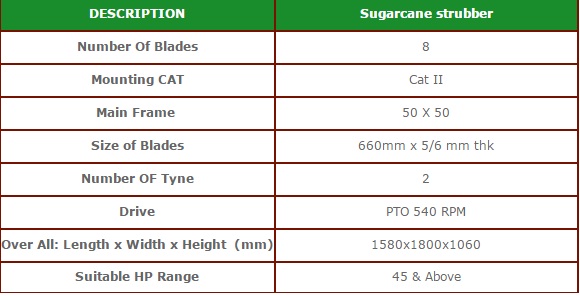 DESCRIPTION Sugarcane strubber
Number Of Blades 8
Mounting CAT Cat II
Main Frame 50 X 50
Size of Blades 660mm x 5/6 mm thk
Number OF Tyne 2
Drive PTO 540 RPM
Over All: Length x Width x Height (mm) 1580x1800x1060
Suitable HP Range 45 & Above